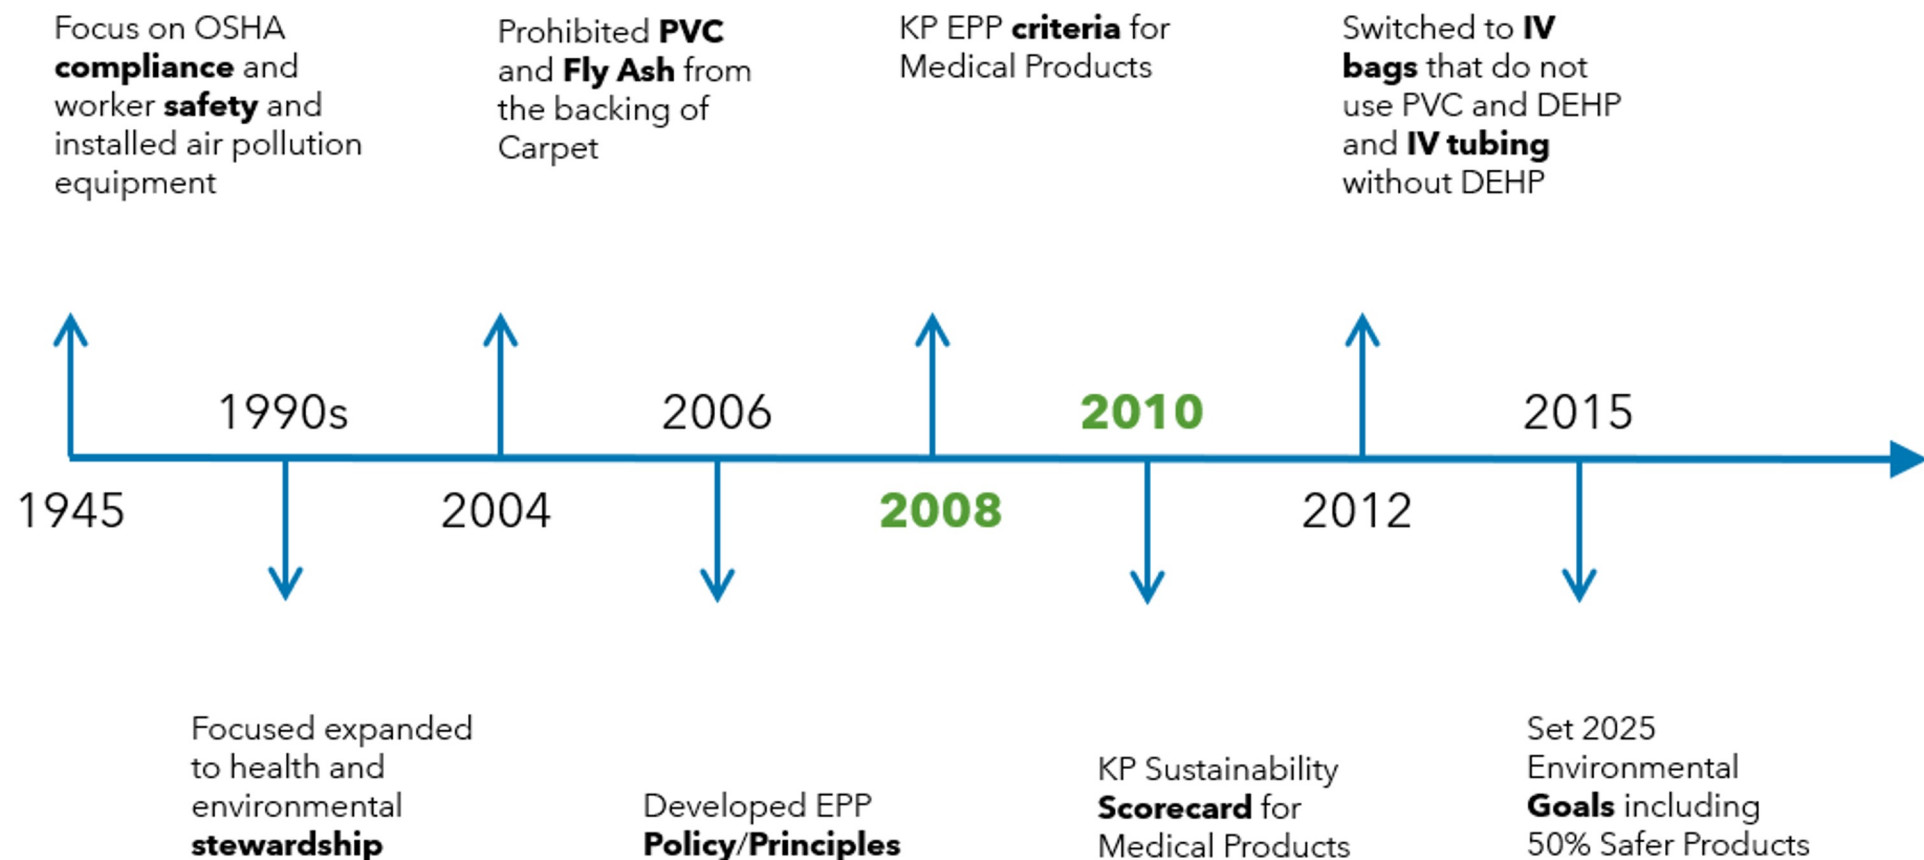 Focus on OSHA
compliance and
worker safety and
installed air pollution
equipment
Prohibited PVC
and Fly Ash from
the backing of
Carpet
KP EPP criteria for
Medical Products
Switched to IV
bags that do not
use PVC and DEHP
and IV tubing
without DEHP
1990s
2006
2010
2015
1945
2004
2008
2012
Focused expanded
to health and
environmental
stewardship
Developed EPP
Policy/Principles
KP Sustainability
Scorecard for
Medical Products
Set 2025
Environmental
Goals including
50% Safer Products